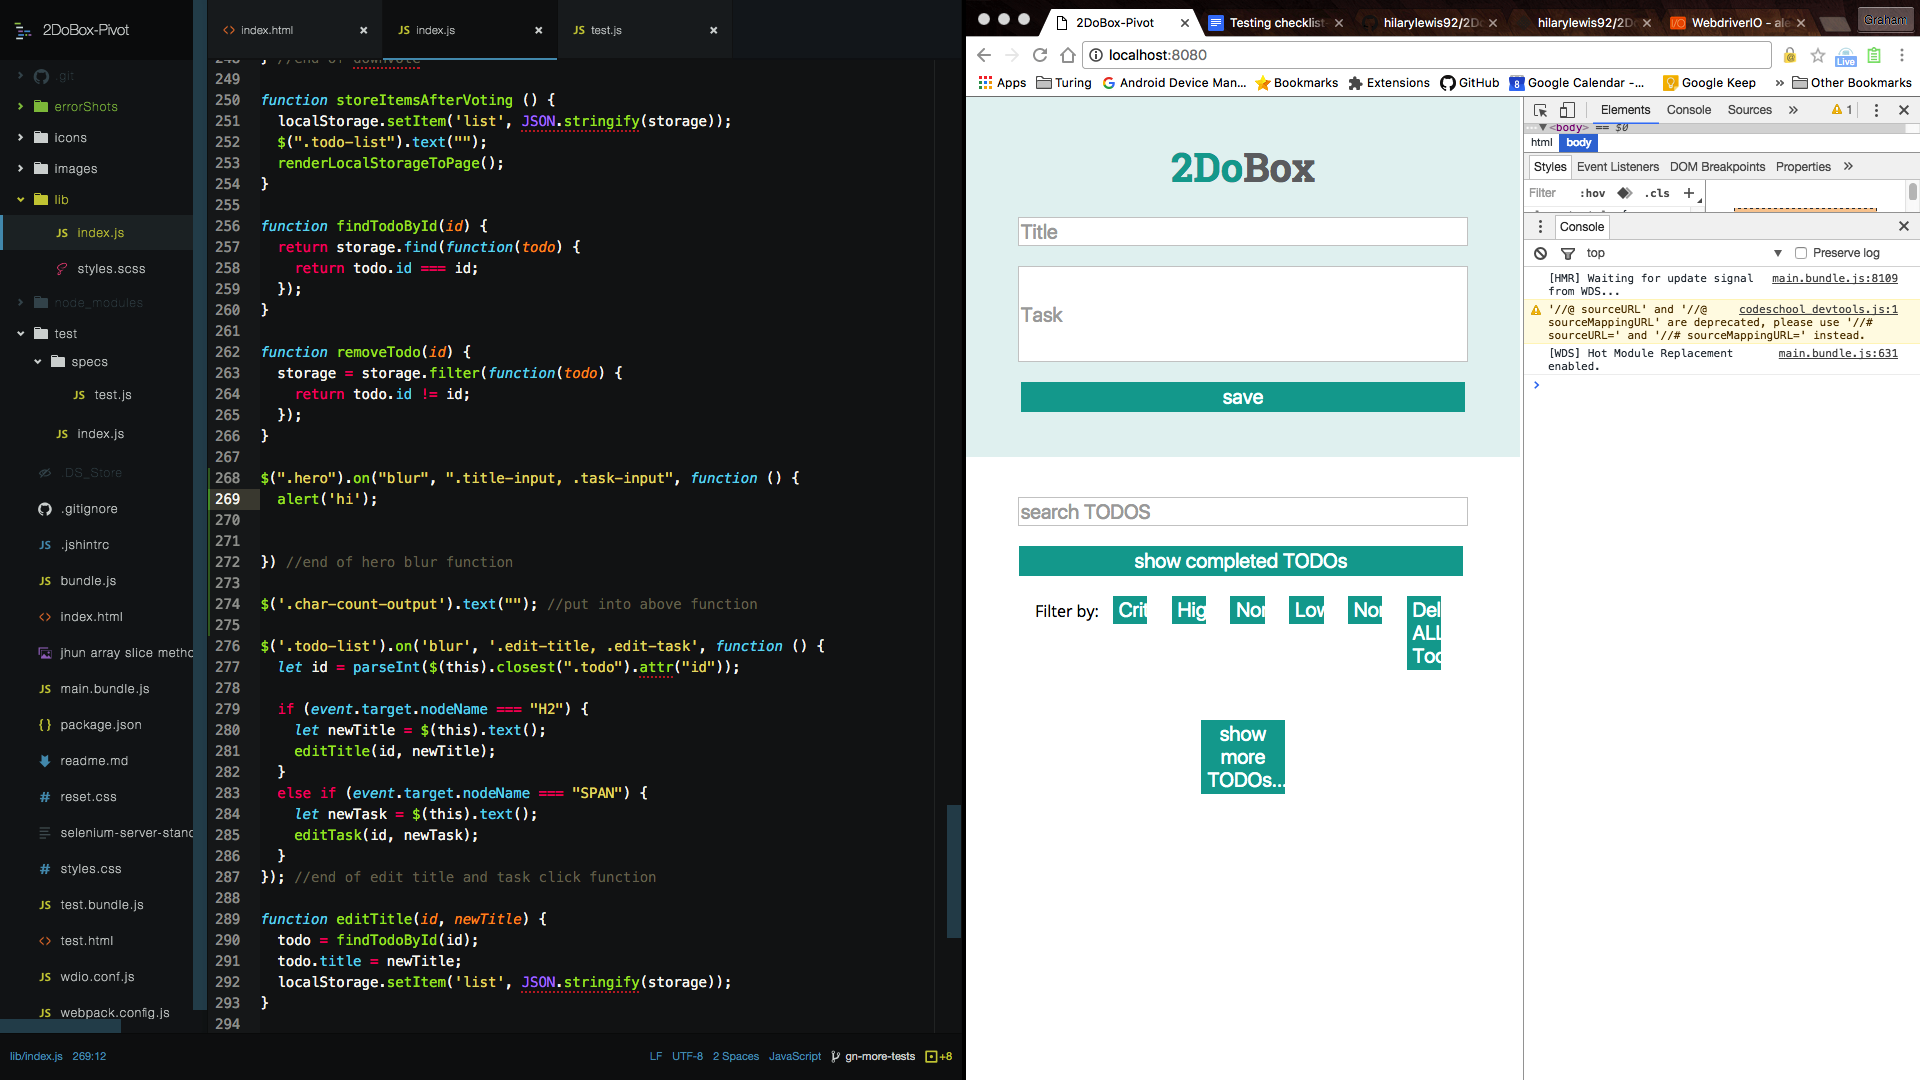 2DoBox-Pivot
.git
errorShots
icons
images
lib
JS index.js
styles.scss
node_modules
test
specs
JS test.js
JS index.js
.DS_Store
.gitignore
JS .jshintrc
JS bundle.js
<> index.html
jhun array slice metho
JS main.bundle.js
{} package.json
readme.md
# reset.css
selenium-server-stand
# styles.css
JS test.bundle.js
<> test.html
JS wdio.conf.js
JS webpack.config.js
lib/index.js 269:12
<> index.html ×
JS index.js ×
JS test.js ×
248 } //end of downvote
249
250 function storeItemsAfterVoting () {
251 localStorage.setItem('list', JSON.stringify(storage));
252 $(".todo-list").text("");
253 renderLocalStorageToPage();
254 }
255
256 function findTodoById(id) {
257 return storage.find(function(todo) {
258 return todo.id === id;
259 });
260 }
261
262 function removeTodo(id) {
263 storage = storage.filter(function(todo) {
264 return todo.id != id;
265 });
266 }
267
268 $(".hero").on("blur", ".title-input, .task-input", function () {
269 alert('hi');
270
271
272 }) //end of hero blur function
273
274 $('.char-count-output').text(""); //put into above function
275
276 $('.todo-list').on('blur', '.edit-title, .edit-task', function () {
277 let id = parseInt($(this).closest(".todo").attr("id"));
278
279 if (event.target.nodeName === "H2") {
280 let newTitle = $(this).text();
281 editTitle(id, newTitle);
282 }
283 else if (event.target.nodeName === "SPAN") {
284 let newTask = $(this).text();
285 editTask(id, newTask);
286 }
287 }); //end of edit title and task click function
288
289 function editTitle(id, newTitle) {
290 todo = findTodoById(id);
291 todo.title = newTitle;
292 localStorage.setItem('list', JSON.stringify(storage));
293 }
294
LF UTF-8 2 Spaces JavaScript gn-more-tests +8
2DoBox-Pivot × Testing checklist × hilarylewis92/2D × hilarylewis92/2D × WebdriverIO - ale × Graham
localhost:8080
Live
Apps Turing Android Device Man... Bookmarks Extensions GitHub 8 Google Calendar -... Google Keep » Other Bookmarks
2DoBox
Title
Task
save
search TODOS
show completed TODOs
Filter by: Crit Hig Nor Low Nor Del
ALL
Toc
show
more
TODOs...
Elements Console Sources » 1
<body> == $0
html body
Styles Event Listeners DOM Breakpoints Properties »
Filter :hov .cls +
Console
top Preserve log
[HMR] Waiting for update signal main.bundle.js:8109
from WDS...
'//@ sourceURL' and '//@ codeschool devtools.js:1
sourceMappingURL' are deprecated, please use '//#
sourceURL=' and '//# sourceMappingURL=' instead.
[WDS] Hot Module Replacement main.bundle.js:631
enabled.